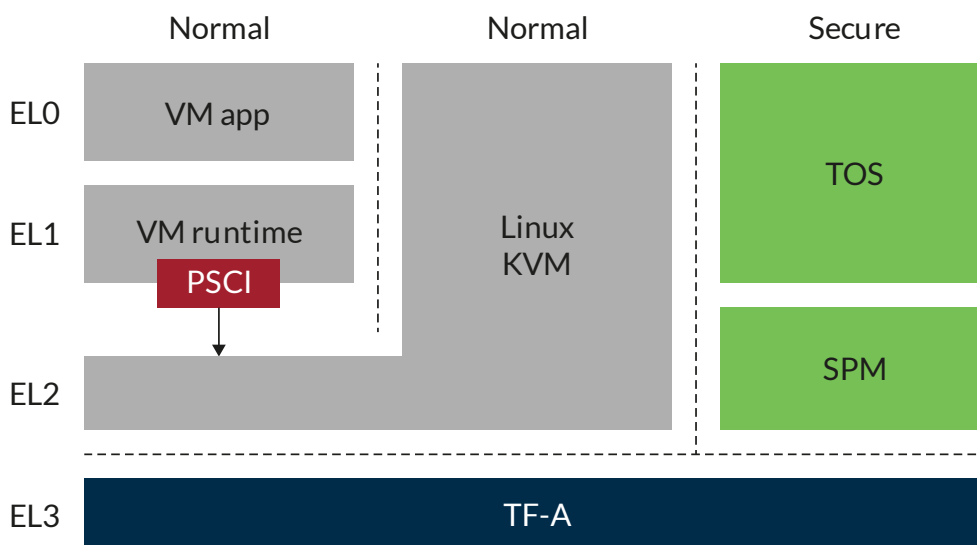 Normal
Normal
Secure
EL0
VM app
TOS
EL1
VM runtime
Linux
KVM
PSCI
EL2
SPM
EL3
TF-A